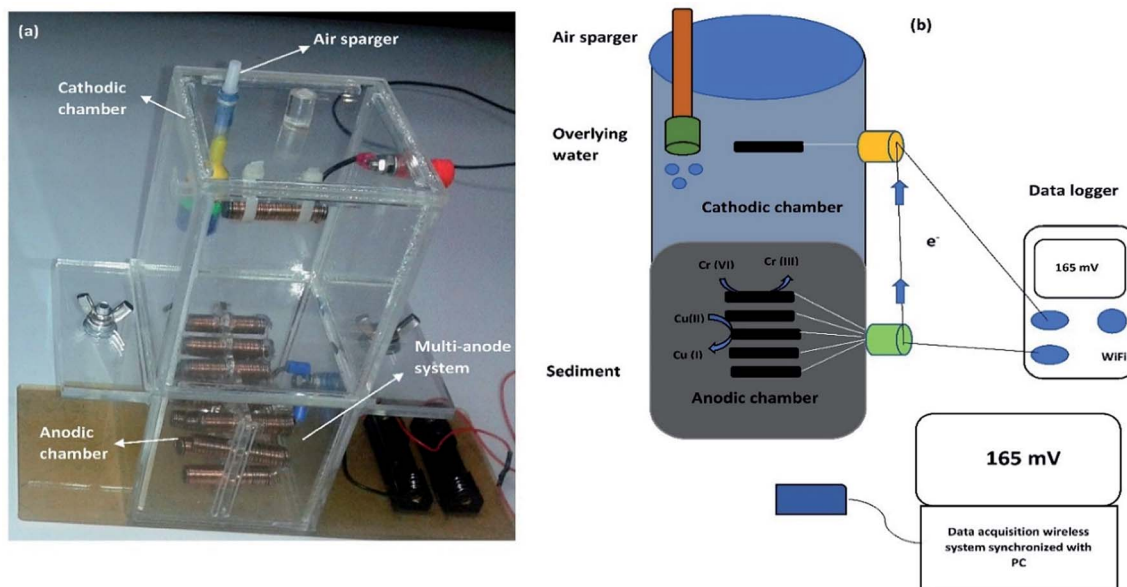 (a)
Air sparger
Cathodic
chamber
Multi-anode
system
Anodic
chamber
(b)
Air sparger
Overlying
water
Cathodic chamber
Data logger
e-
165 mV
WiFi
Cr (VI)
Cr (III)
Cu(II)
Cu (I)
Sediment
Anodic chamber
165 mV
Data acquisition wireless
system synchronized with
PC